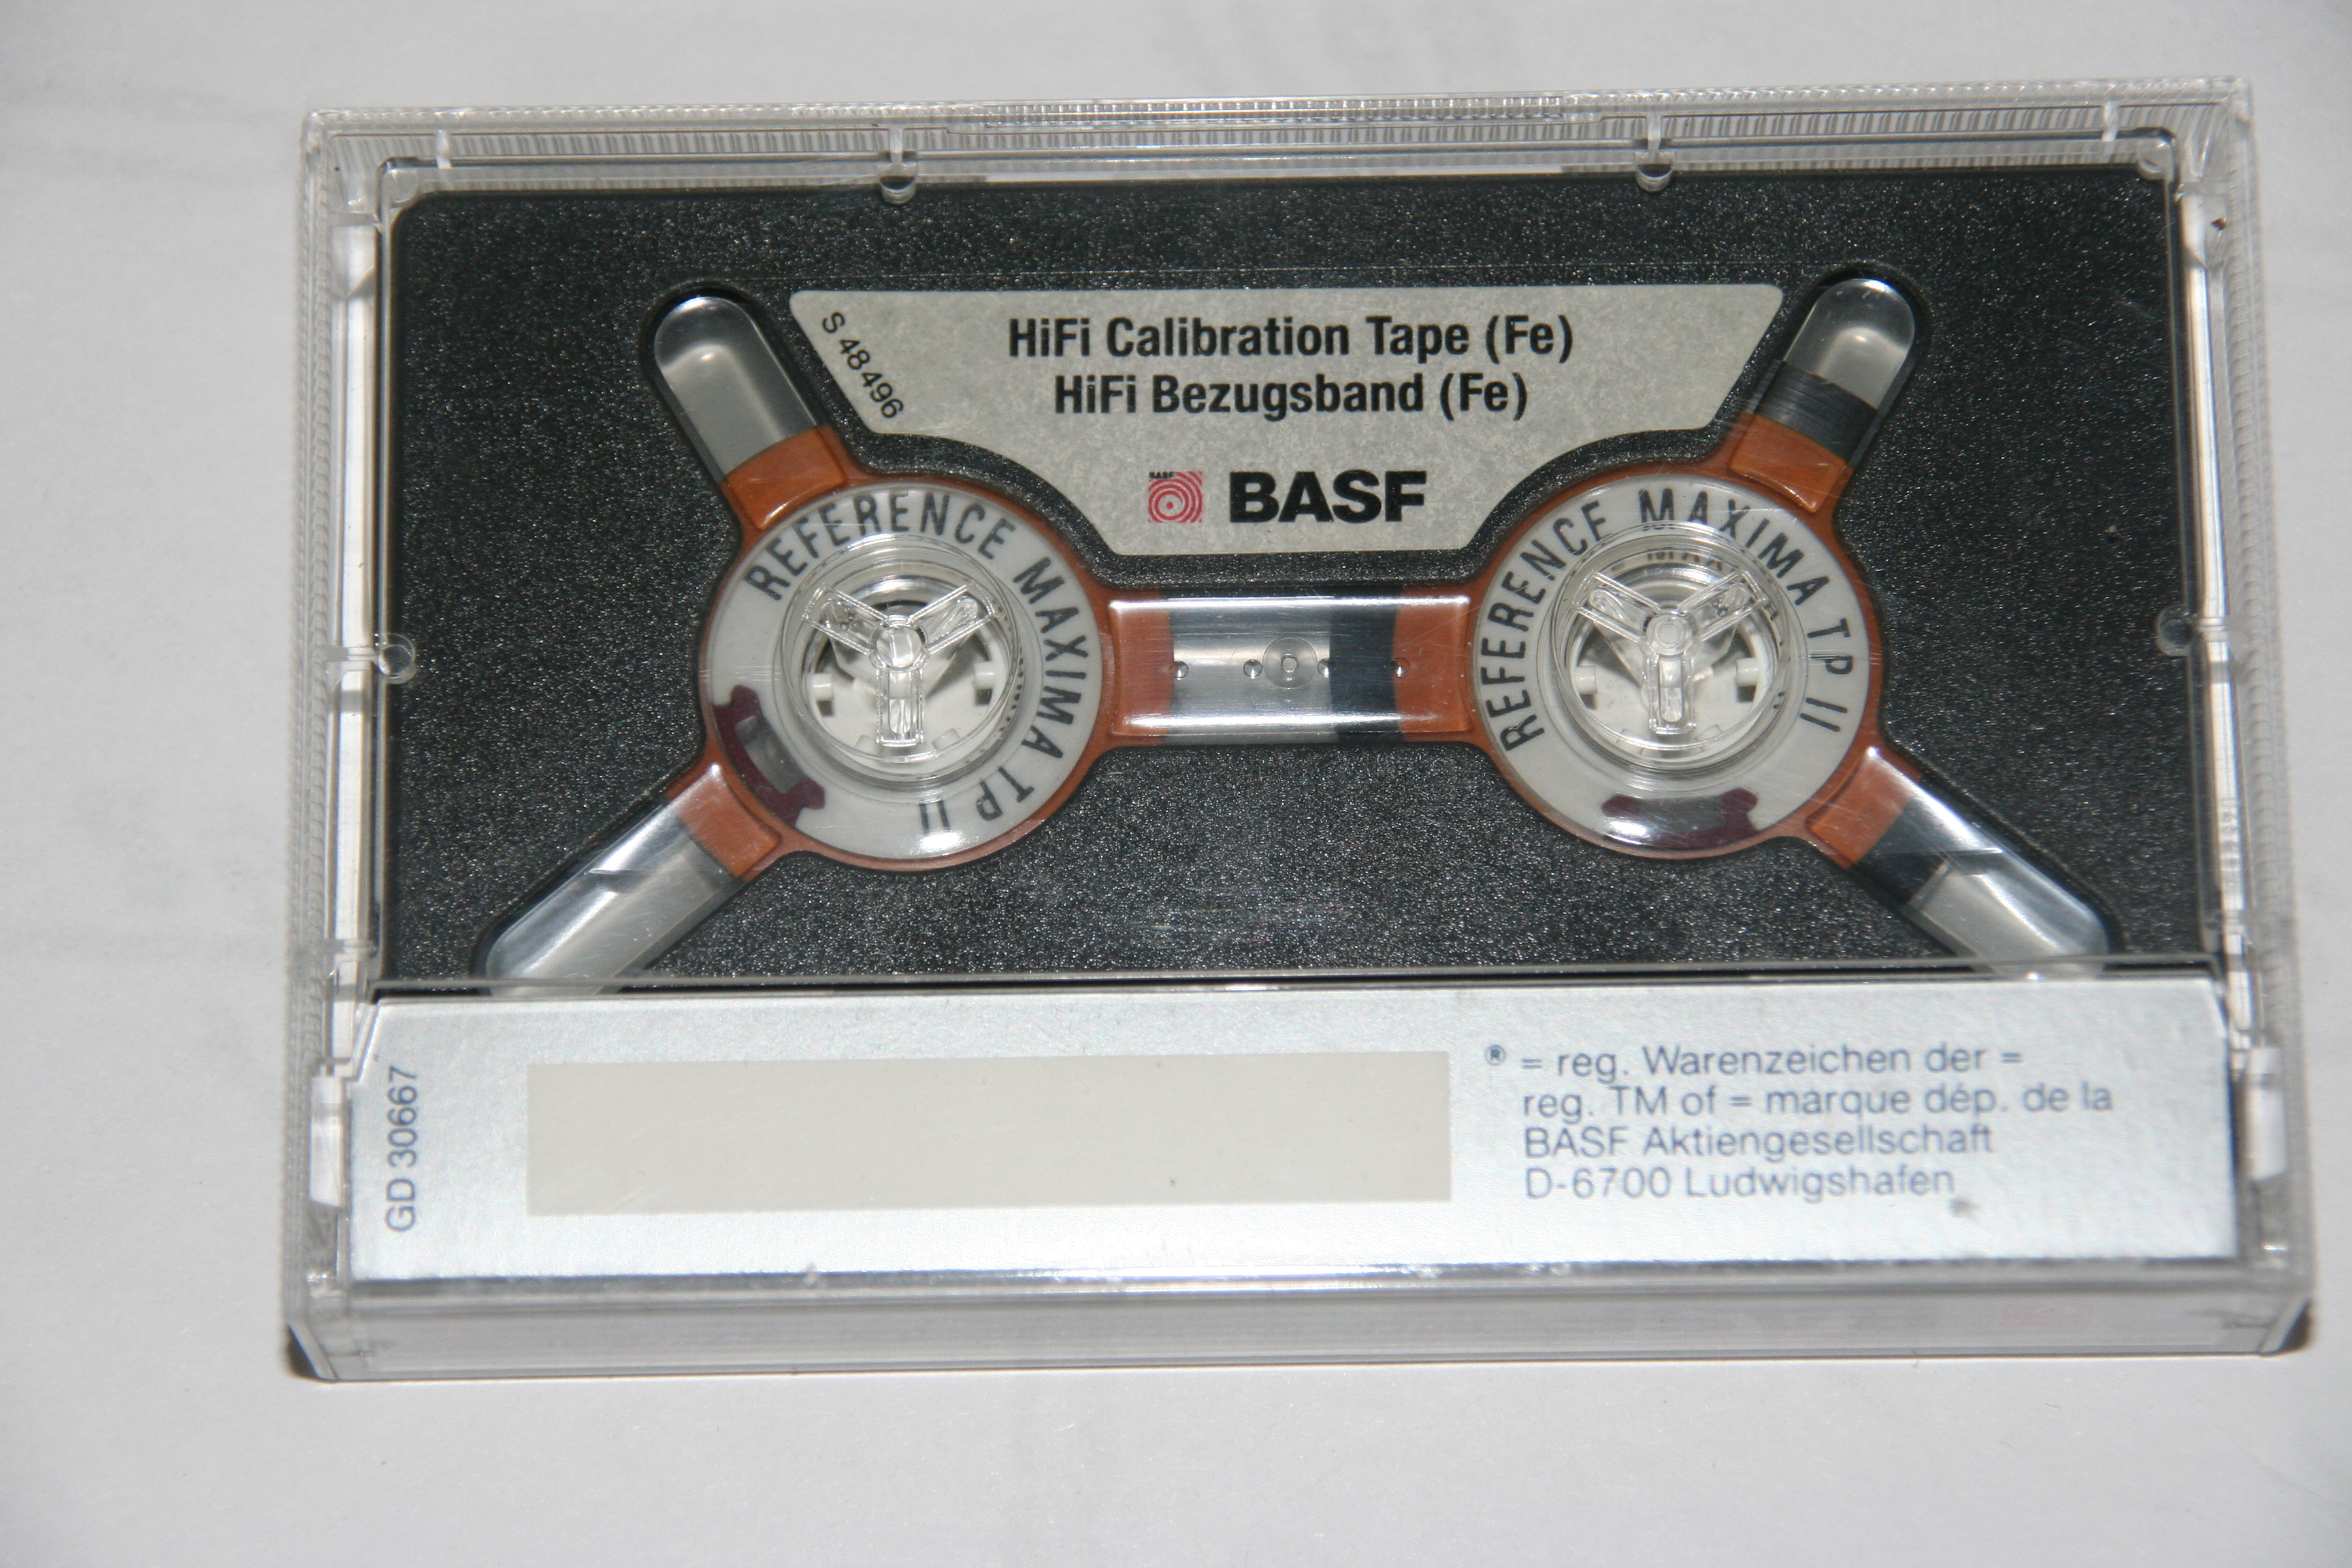 HiFi Calibration Tape (Fe)
HiFi Bezugsband (Fe)
S 48496
BASF BASF
REFERENCE MAXIMA TP II
REFERENCE MAXIMA TP II
GD 30667
® = reg. Warenzeichen der =
reg. TM of = marque dép. de la
BASF Aktiengesellschaft
D-6700 Ludwigshafen